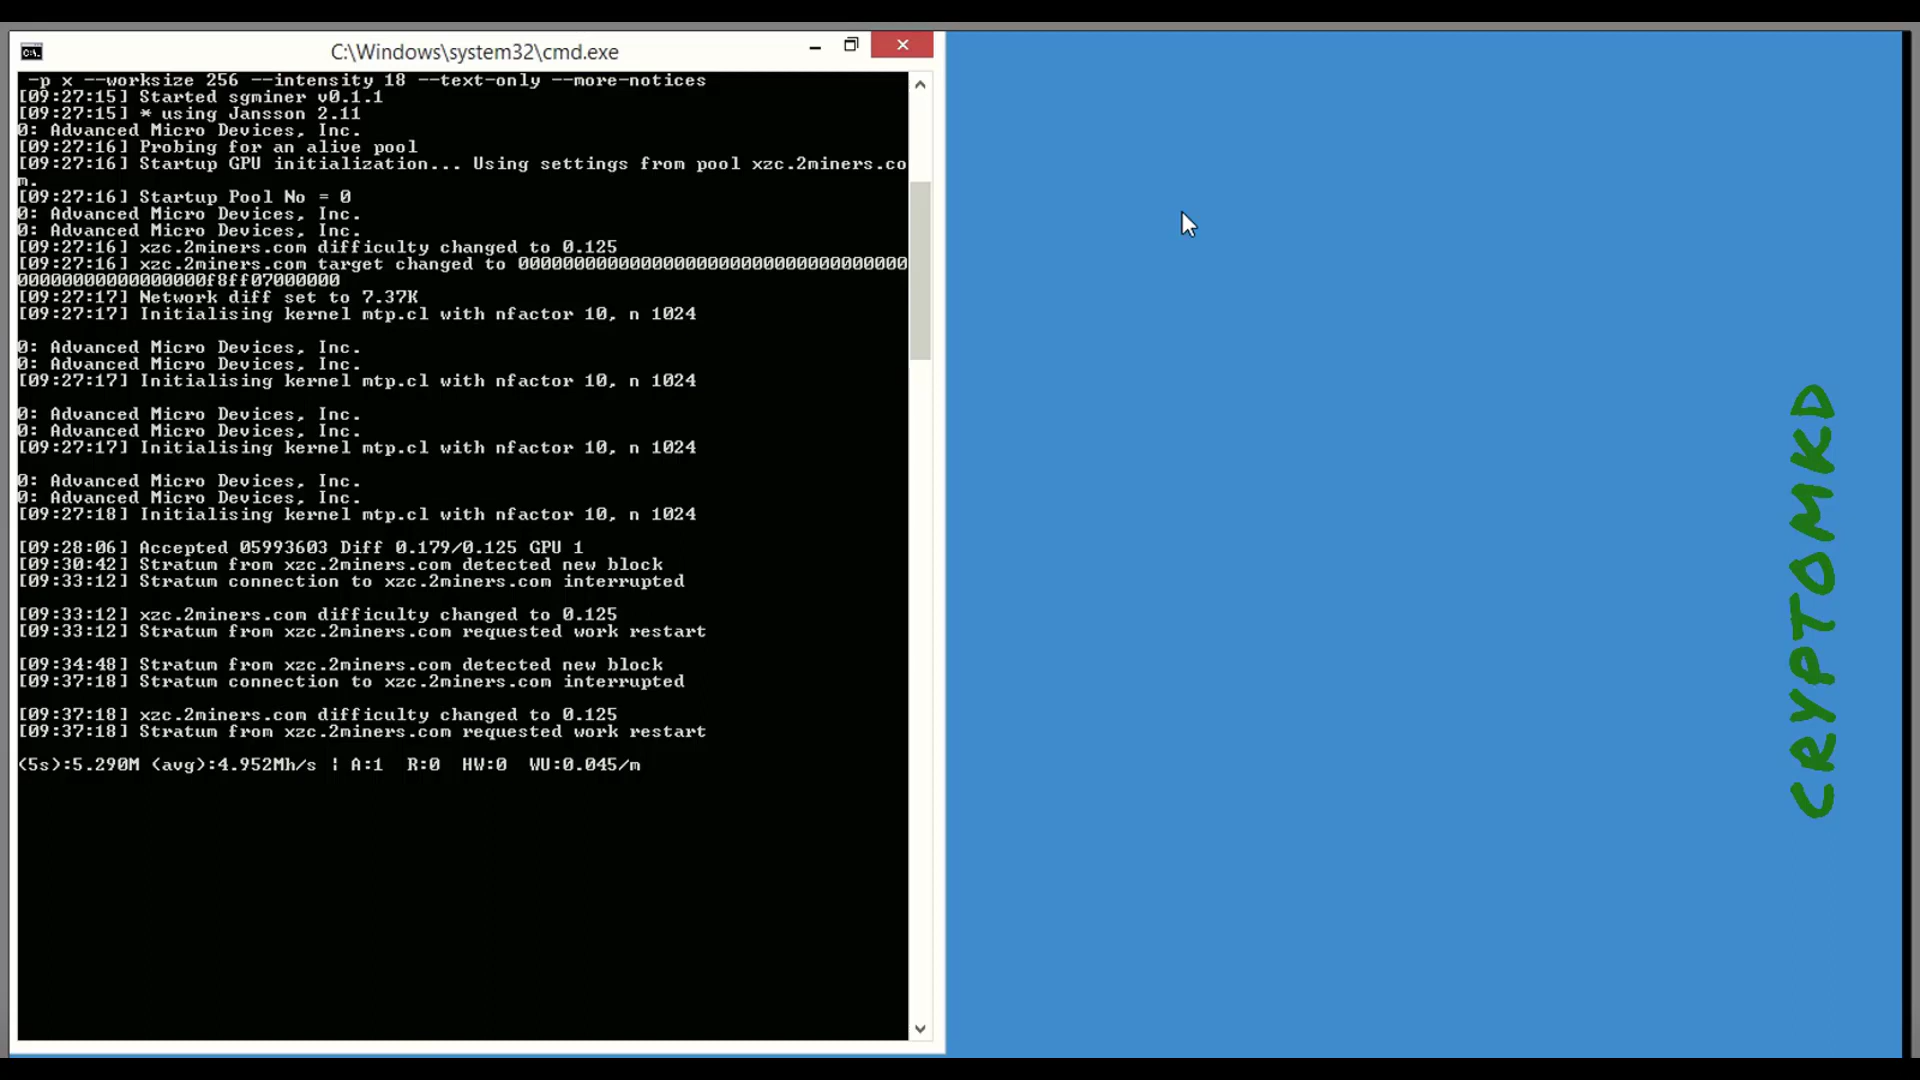 C:\Windows\system32\cmd.exe
-p x --worksize 256 --intensity 18 --text-only --more-notices
[09:27:15] Started sgminer v0.1.1
[09:27:15] * using Jansson 2.11
0: Advanced Micro Devices, Inc.
[09:27:16] Probing for an alive pool
[09:27:16] Startup GPU initialization... Using settings from pool xzc.2miners.co
m.
[09:27:16] Startup Pool No = 0
0: Advanced Micro Devices, Inc.
0: Advanced Micro Devices, Inc.
[09:27:16] xzc.2miners.com difficulty changed to 0.125
[09:27:16] xzc.2miners.com target changed to 00000000000000000000000000000000000
00000000000000000f8ff07000000
[09:27:17] Network diff set to 7.37K
[09:27:17] Initialising kernel mtp.cl with nfactor 10, n 1024
0: Advanced Micro Devices, Inc.
0: Advanced Micro Devices, Inc.
[09:27:17] Initialising kernel mtp.cl with nfactor 10, n 1024
0: Advanced Micro Devices, Inc.
0: Advanced Micro Devices, Inc.
[09:27:17] Initialising kernel mtp.cl with nfactor 10, n 1024
0: Advanced Micro Devices, Inc.
0: Advanced Micro Devices, Inc.
[09:27:18] Initialising kernel mtp.cl with nfactor 10, n 1024
[09:28:06] Accepted 05993603 Diff 0.179/0.125 GPU 1
[09:30:42] Stratum from xzc.2miners.com detected new block
[09:33:12] Stratum connection to xzc.2miners.com interrupted
[09:33:12] xzc.2miners.com difficulty changed to 0.125
[09:33:12] Stratum from xzc.2miners.com requested work restart
[09:34:48] Stratum from xzc.2miners.com detected new block
[09:37:18] Stratum connection to xzc.2miners.com interrupted
[09:37:18] xzc.2miners.com difficulty changed to 0.125
[09:37:18] Stratum from xzc.2miners.com requested work restart
(5s):5.290M (avg):4.952Mh/s | A:1 R:0 HW:0 WU:0.045/m
CRYPTOMKD